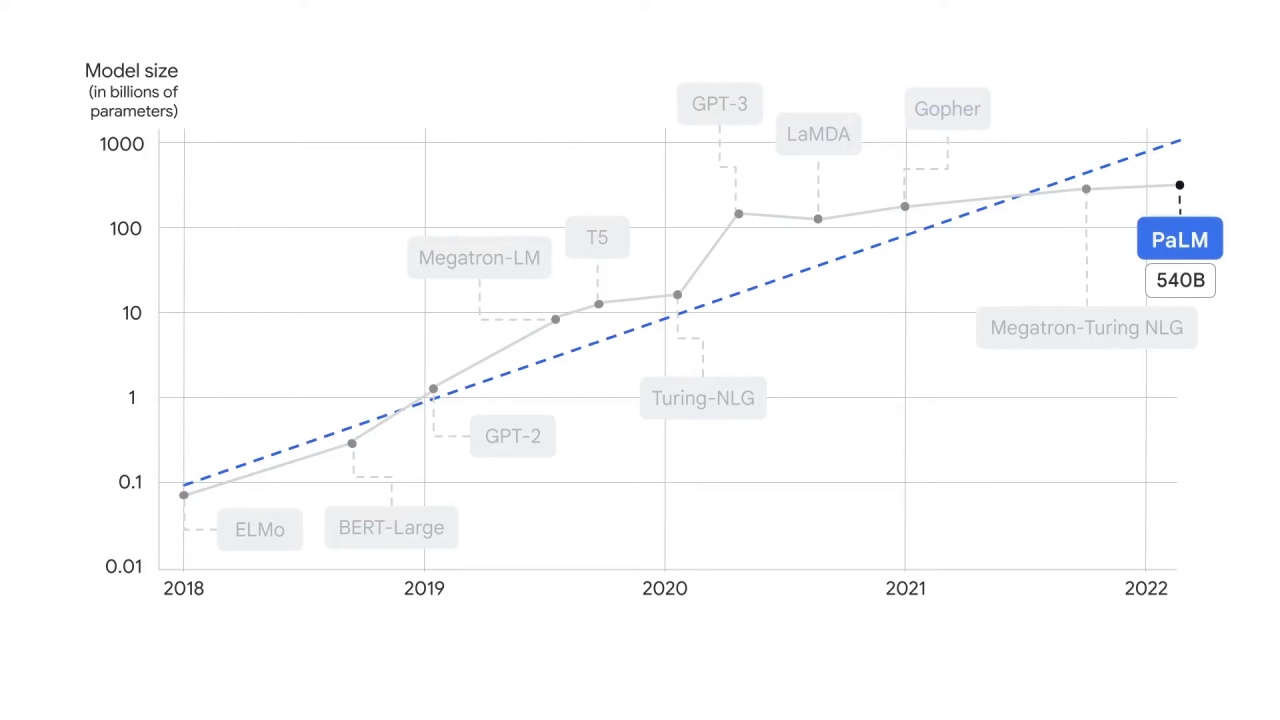 Model size
(in billions of
parameters)
1000
100
10
1
0.1
0.01
2018
2019
2020
2021
2022
ELMo
BERT-Large
GPT-2
Megatron-LM
T5
Turing-NLG
GPT-3
LaMDA
Gopher
Megatron-Turing NLG
PaLM
540B